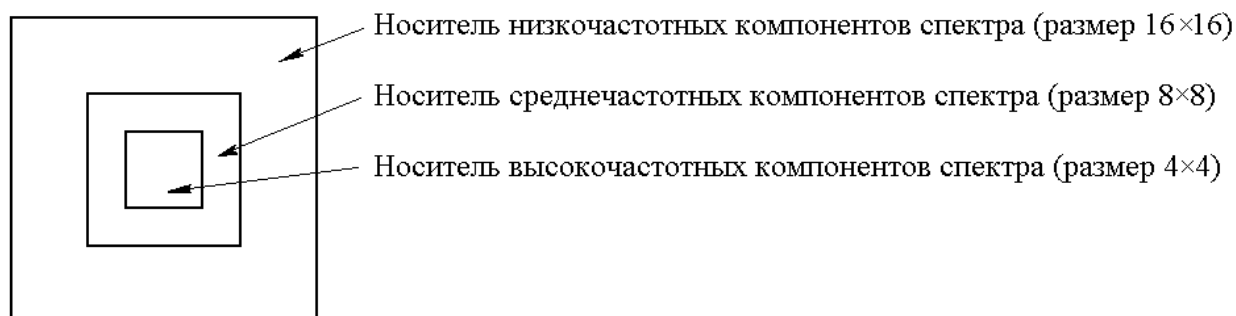 Носитель низкочастотных компонентов спектра (размер 16×16)
Носитель среднечастотных компонентов спектра (размер 8×8)
Носитель высокочастотных компонентов спектра (размер 4×4)